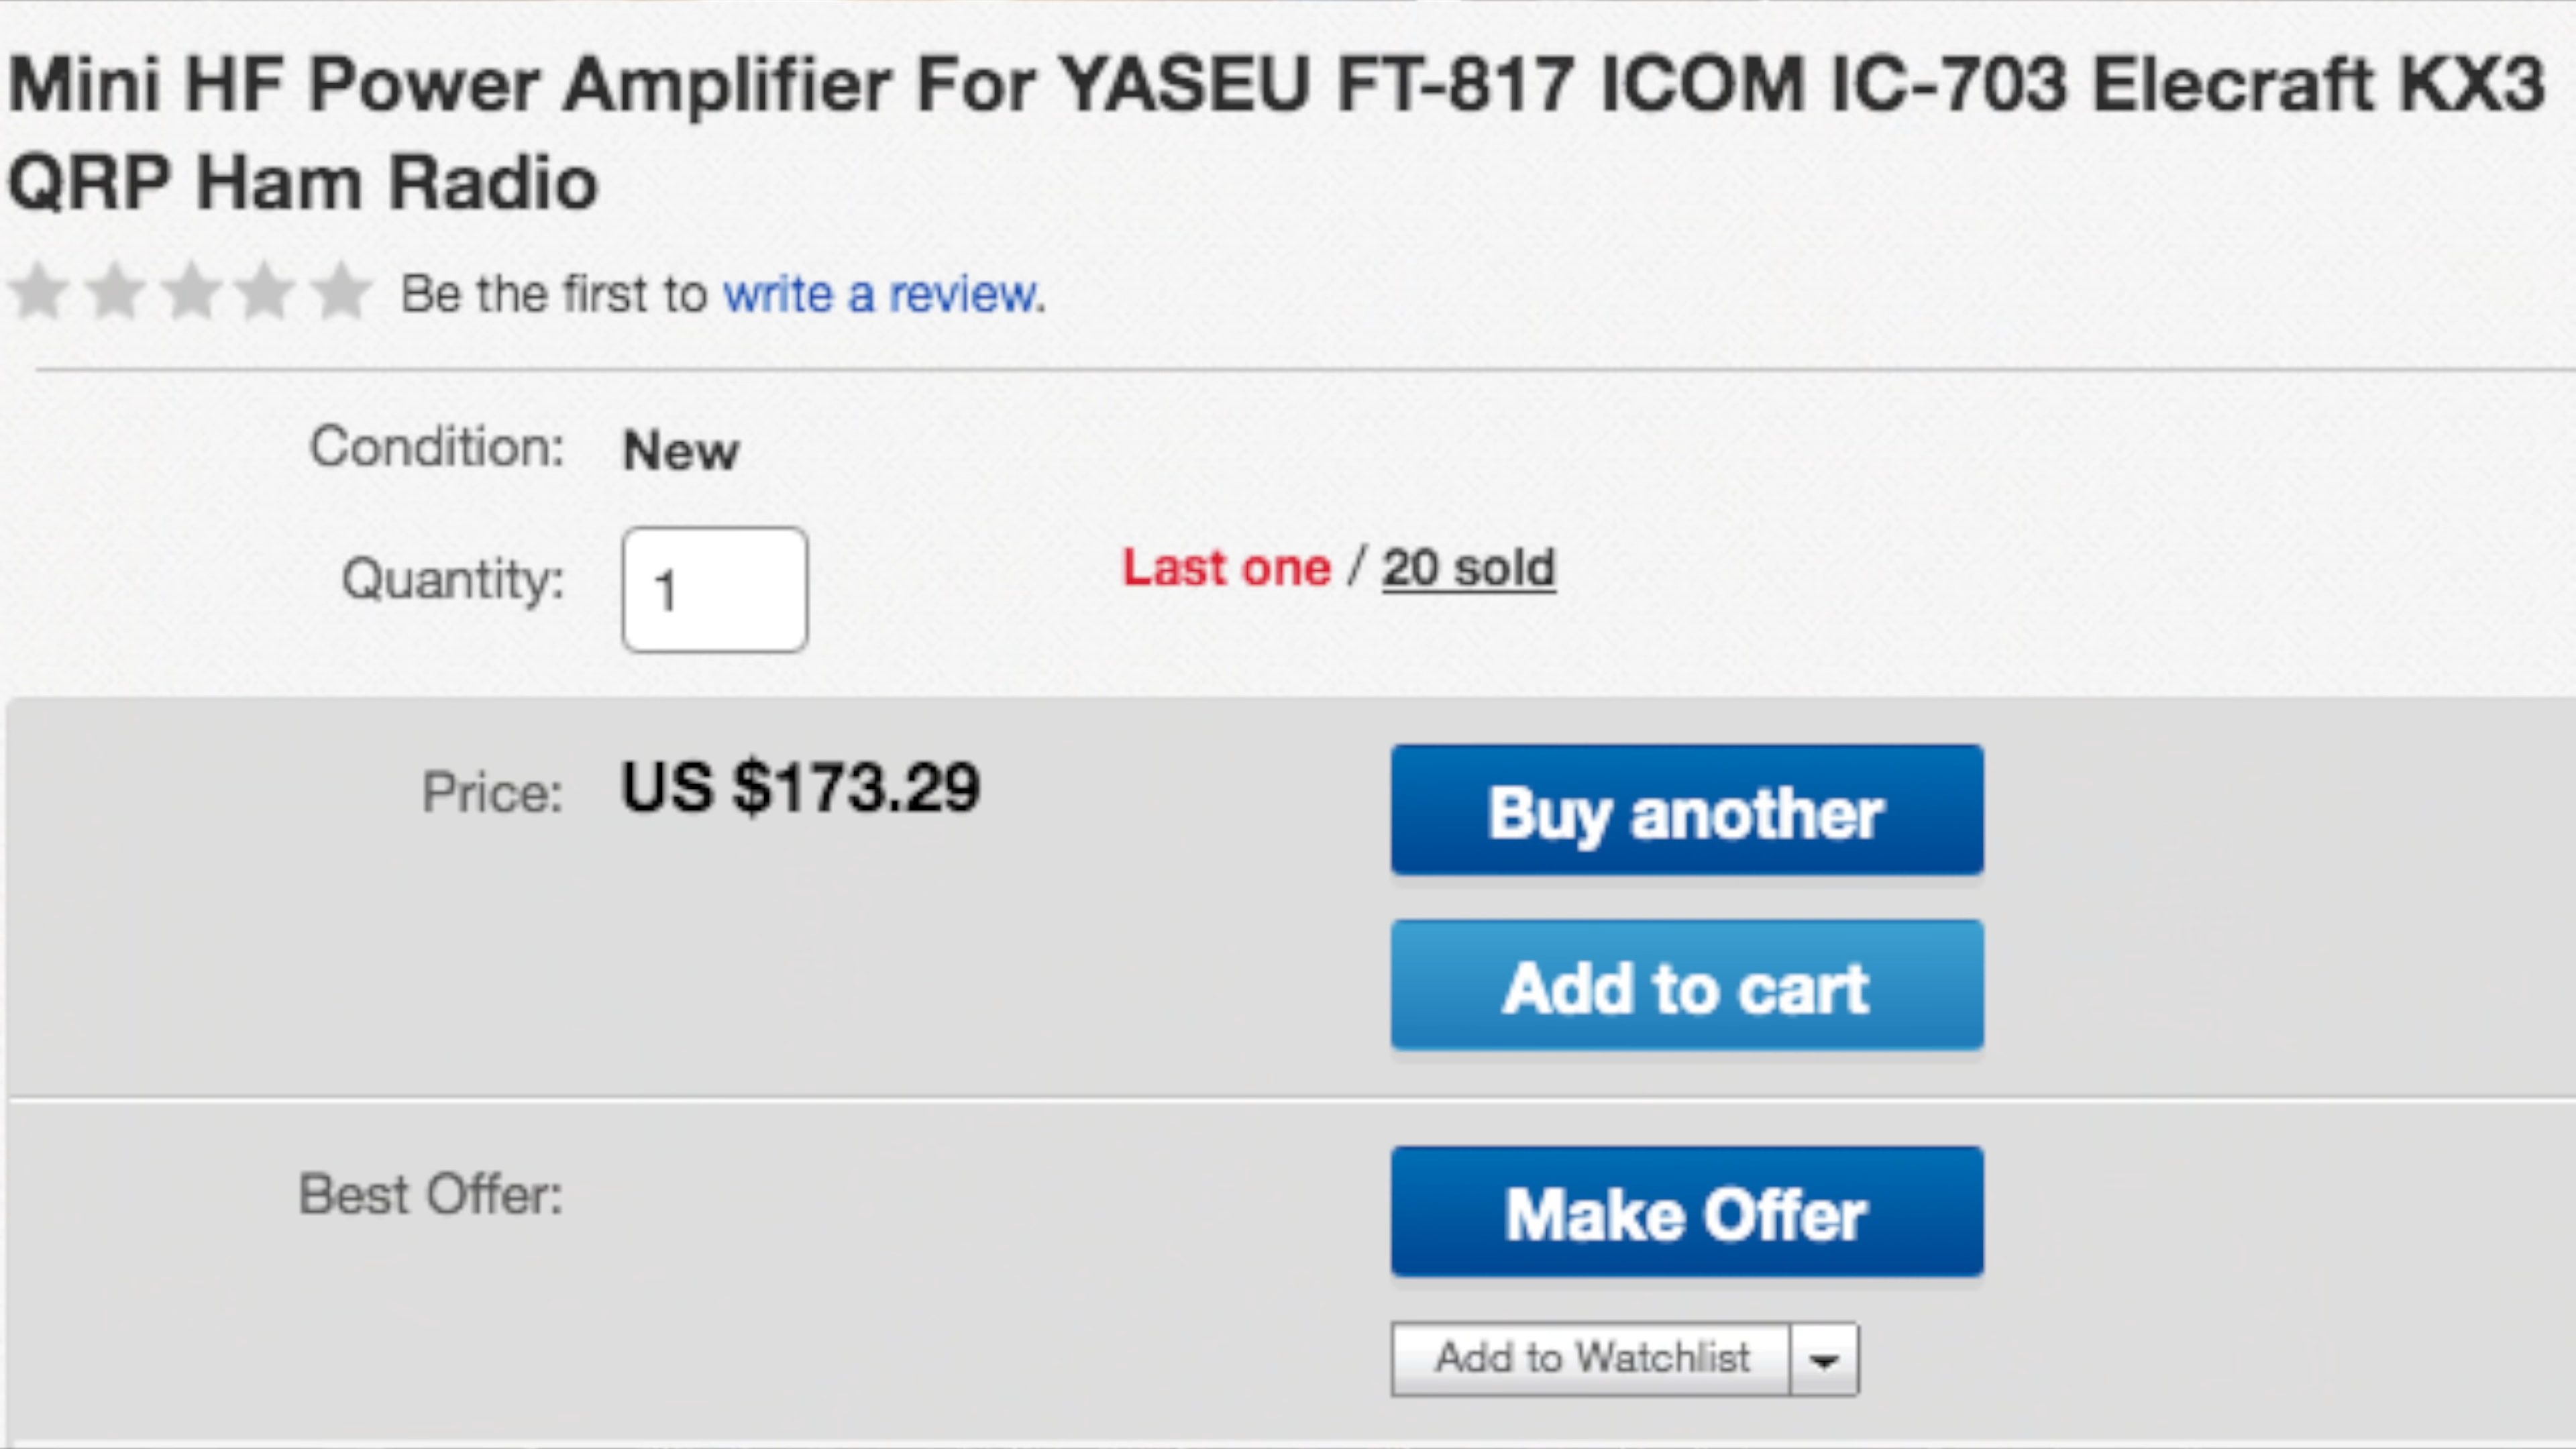 Mini HF Power Amplifier For YASEU FT-817 ICOM IC-703 Elecraft KX3
QRP Ham Radio
Be the first to write a review.
Condition: New
Quantity: 1 Last one / 20 sold
Price: US $173.29 Buy another
Add to cart
Best Offer: Make Offer
Add to Watchlist